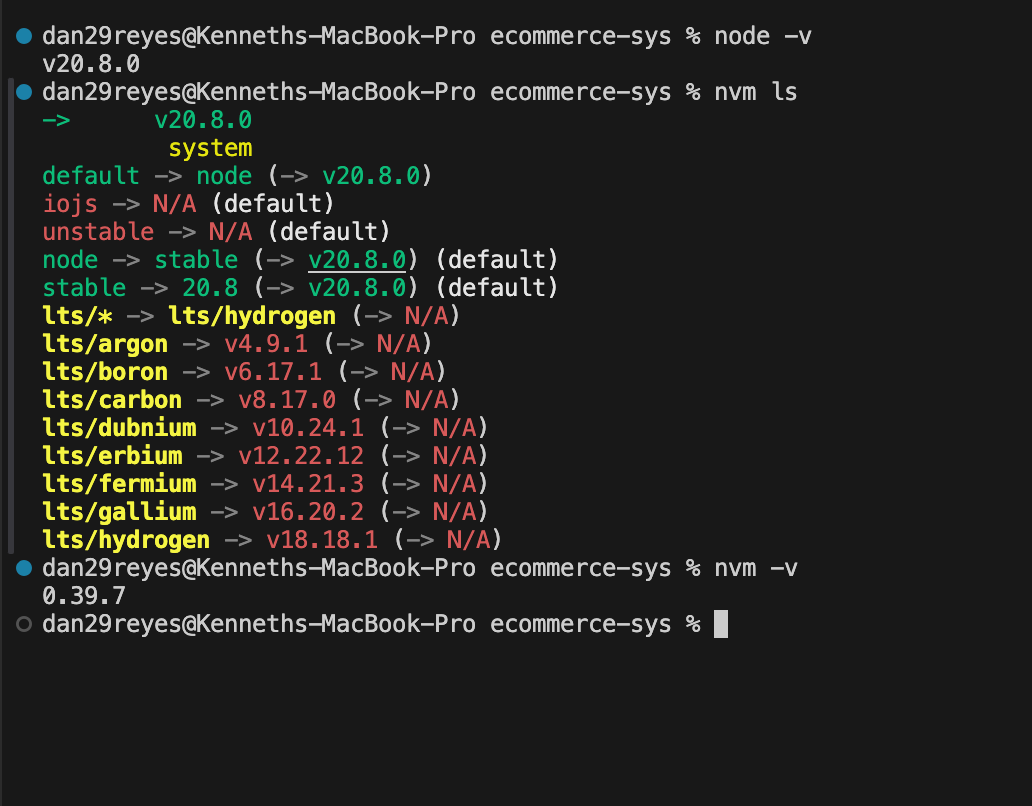 dan29reyes@Kenneths-MacBook-Pro ecommerce-sys % node -v
v20.8.0
dan29reyes@Kenneths-MacBook-Pro ecommerce-sys % nvm ls
->      v20.8.0
         system
default -> node (-> v20.8.0)
iojs -> N/A (default)
unstable -> N/A (default)
node -> stable (-> v20.8.0) (default)
stable -> 20.8 (-> v20.8.0) (default)
lts/* -> lts/hydrogen (-> N/A)
lts/argon -> v4.9.1 (-> N/A)
lts/boron -> v6.17.1 (-> N/A)
lts/carbon -> v8.17.0 (-> N/A)
lts/dubnium -> v10.24.1 (-> N/A)
lts/erbium -> v12.22.12 (-> N/A)
lts/fermium -> v14.21.3 (-> N/A)
lts/gallium -> v16.20.2 (-> N/A)
lts/hydrogen -> v18.18.1 (-> N/A)
dan29reyes@Kenneths-MacBook-Pro ecommerce-sys % nvm -v
0.39.7
dan29reyes@Kenneths-MacBook-Pro ecommerce-sys %